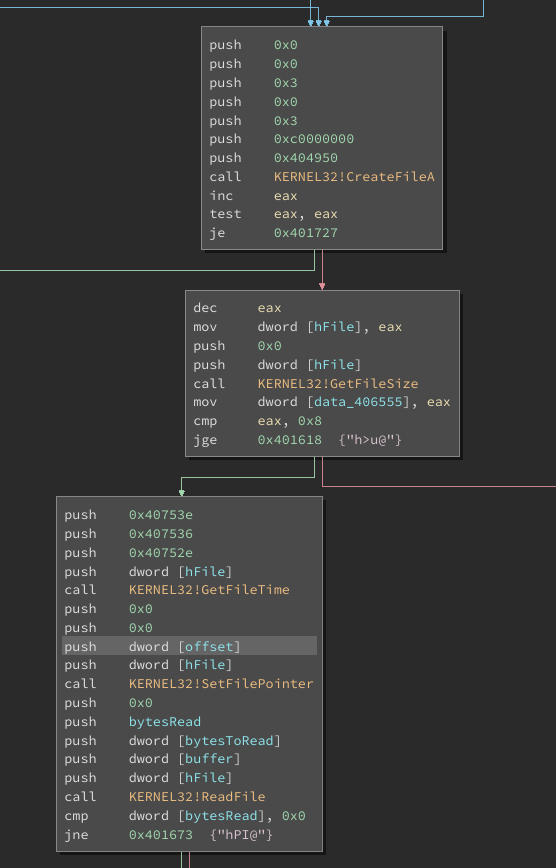 push 0x0
push 0x0
push 0x3
push 0x0
push 0x3
push 0xc0000000
push 0x404950
call KERNEL32!CreateFileA
inc eax
test eax, eax
je 0x401727
dec eax
mov dword [hFile], eax
push 0x0
push dword [hFile]
call KERNEL32!GetFileSize
mov dword [data_406555], eax
cmp eax, 0x8
jge 0x401618 {"h>u@"}
push 0x40753e
push 0x407536
push 0x40752e
push dword [hFile]
call KERNEL32!GetFileTime
push 0x0
push 0x0
push dword [offset]
push dword [hFile]
call KERNEL32!SetFilePointer
push 0x0
push bytesRead
push dword [bytesToRead]
push dword [buffer]
push dword [hFile]
call KERNEL32!ReadFile
cmp dword [bytesRead], 0x0
jne 0x401673 {"hPI@"}